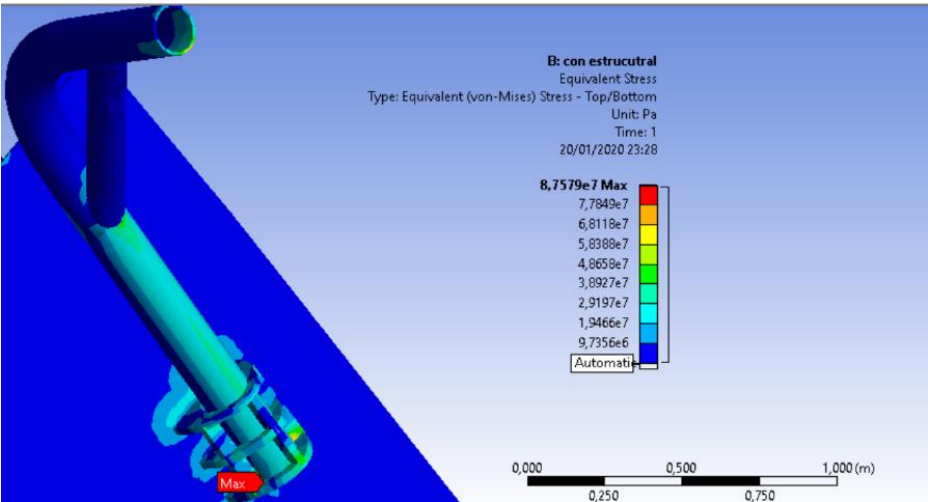 B: con estrucutral
Equivalent Stress
Type: Equivalent (von-Mises) Stress - Top/Bottom
Unit: Pa
Time: 1
20/01/2020 23:28
8,7579e7 Max
7,7849e7
6,8118e7
5,8388e7
4,8658e7
3,8927e7
2,9197e7
1,9466e7
9,7356e6
Automatic
Max
0,000 0,500 1,000 (m)
0,250 0,750